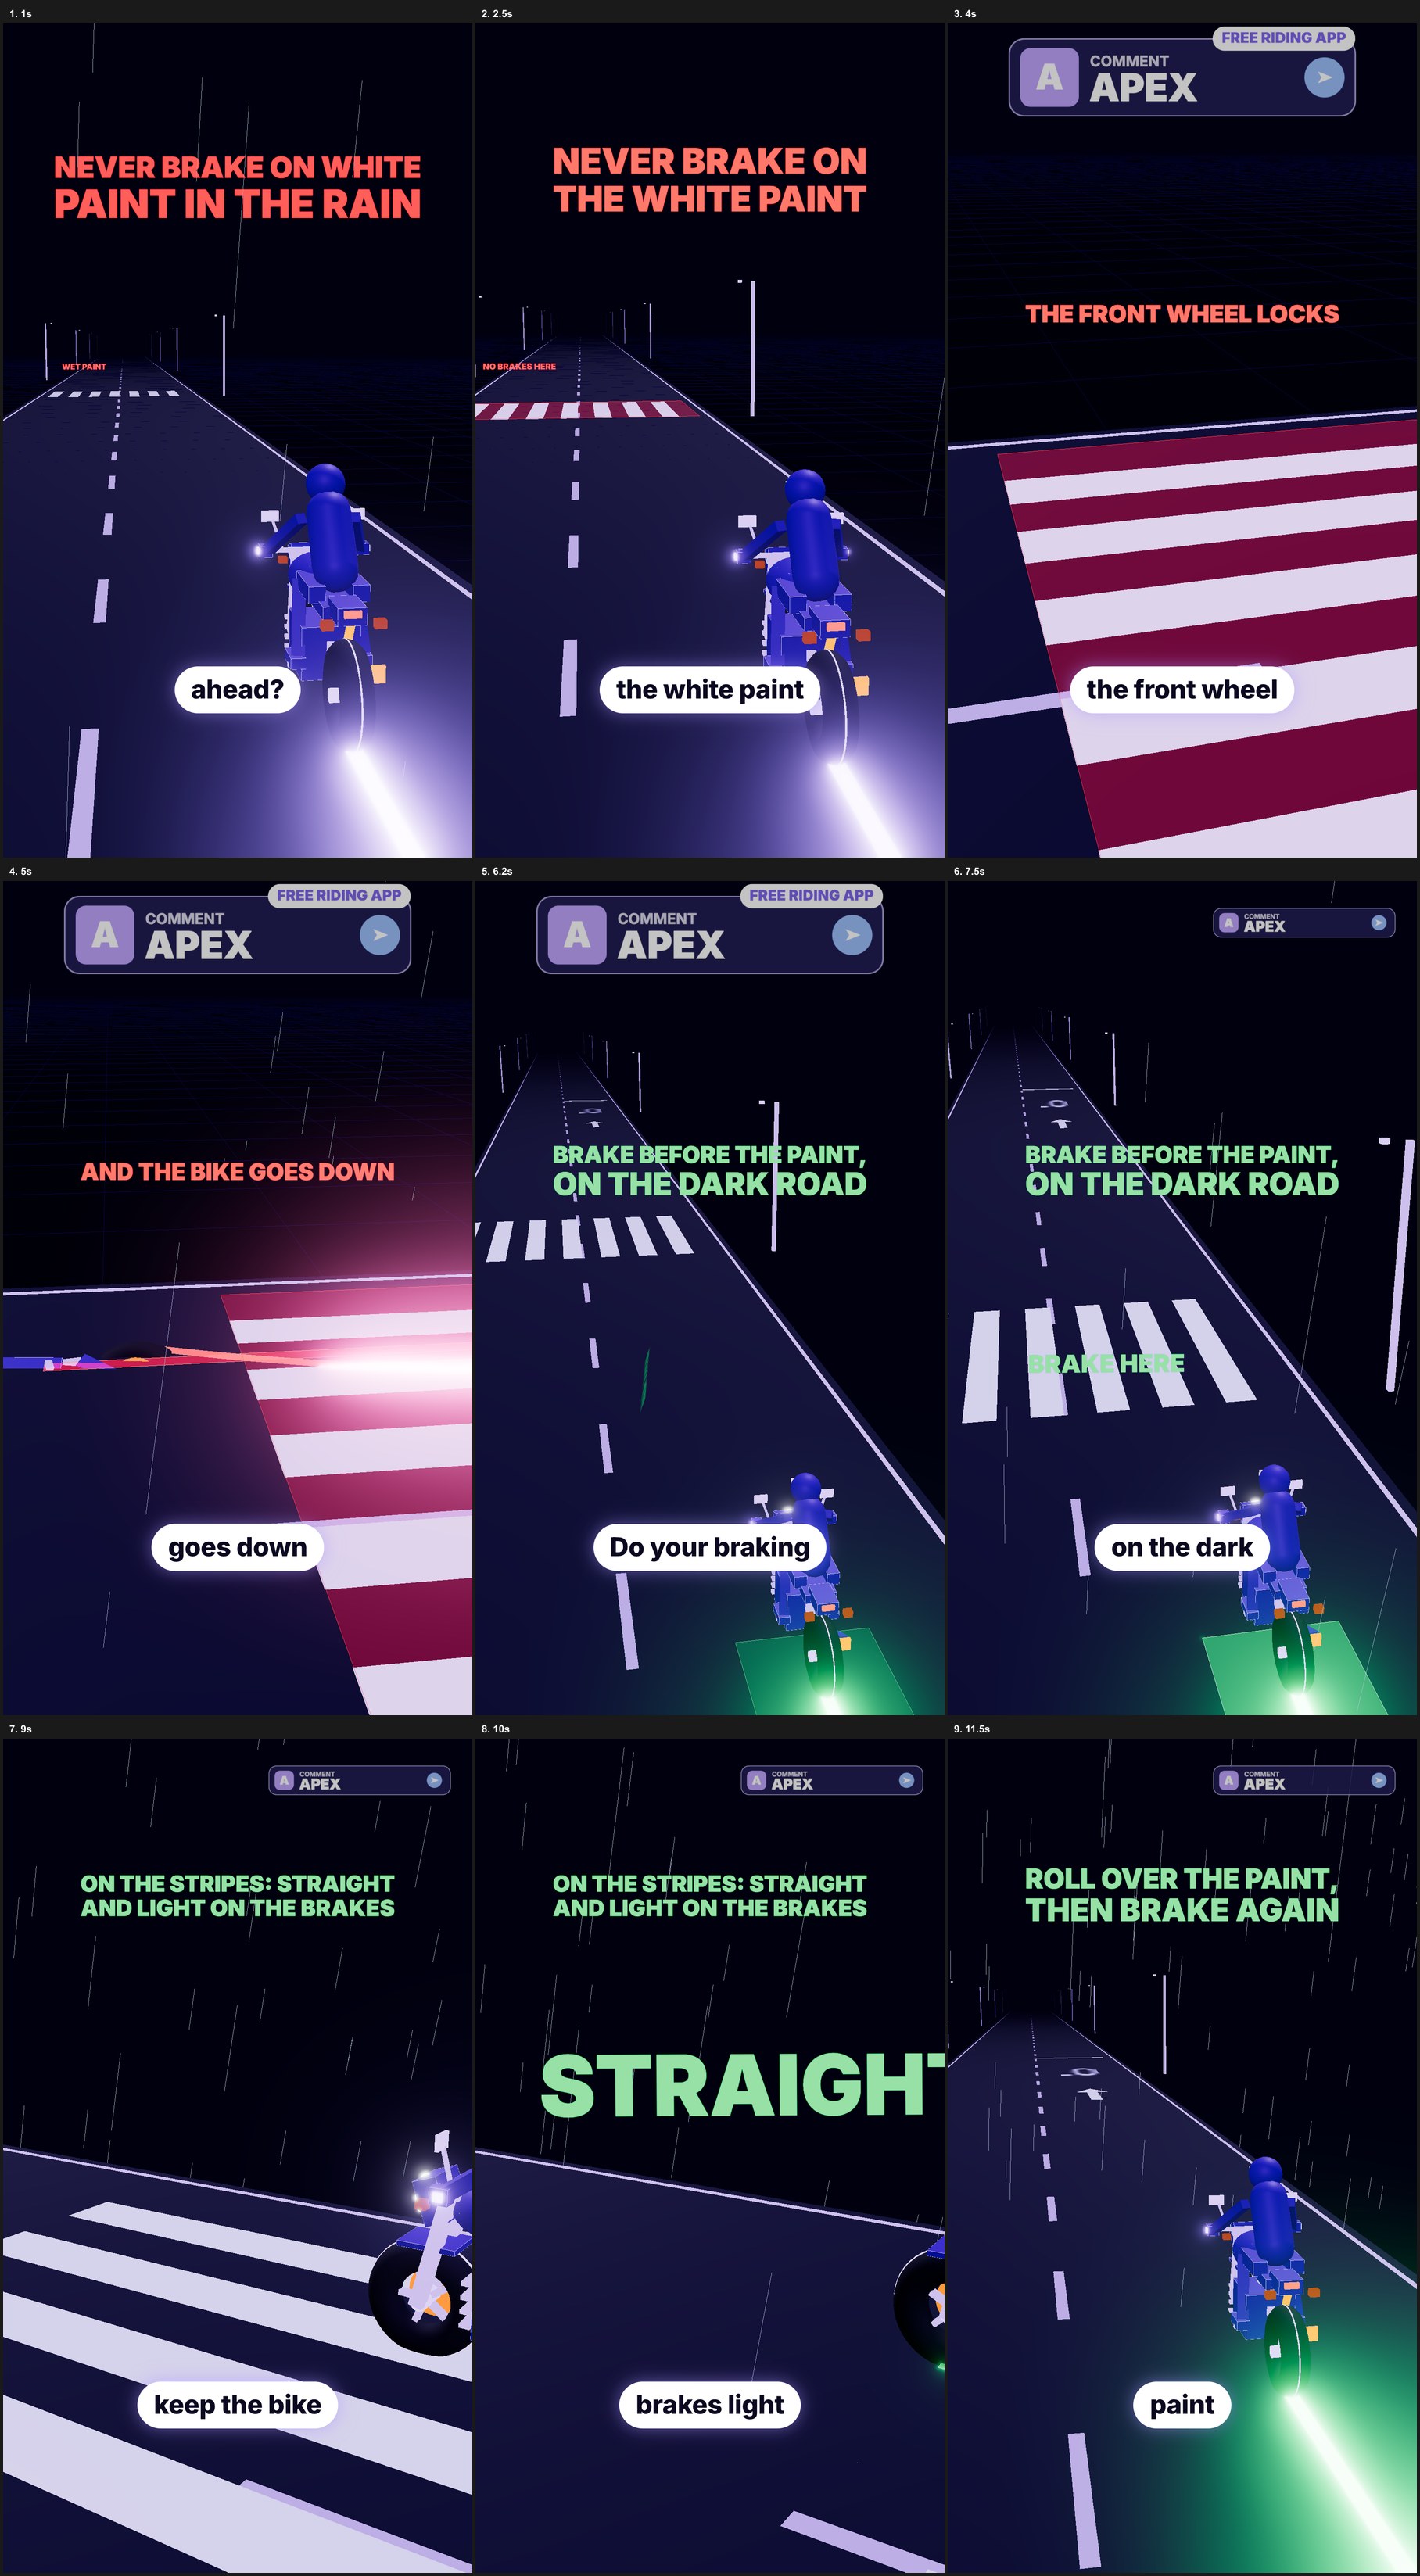 1. 1s
NEVER BRAKE ON WHITE
PAINT IN THE RAIN
WET PAINT
ahead?
2. 2.5s
NEVER BRAKE ON
THE WHITE PAINT
NO BRAKES HERE
the white paint
3. 4s
FREE RIDING APP
A
COMMENT
APEX
THE FRONT WHEEL LOCKS
the front wheel
4. 5s
FREE RIDING APP
A
COMMENT
APEX
AND THE BIKE GOES DOWN
goes down
5. 6.2s
FREE RIDING APP
A
COMMENT
APEX
BRAKE BEFORE THE PAINT,
ON THE DARK ROAD
Do your braking
6. 7.5s
A
COMMENT
APEX
BRAKE BEFORE THE PAINT,
ON THE DARK ROAD
BRAKE HERE
on the dark
7. 9s
A
COMMENT
APEX
ON THE STRIPES: STRAIGHT
AND LIGHT ON THE BRAKES
keep the bike
8. 10s
A
COMMENT
APEX
ON THE STRIPES: STRAIGHT
AND LIGHT ON THE BRAKES
STRAIGHT
brakes light
9. 11.5s
A
COMMENT
APEX
ROLL OVER THE PAINT,
THEN BRAKE AGAIN
paint